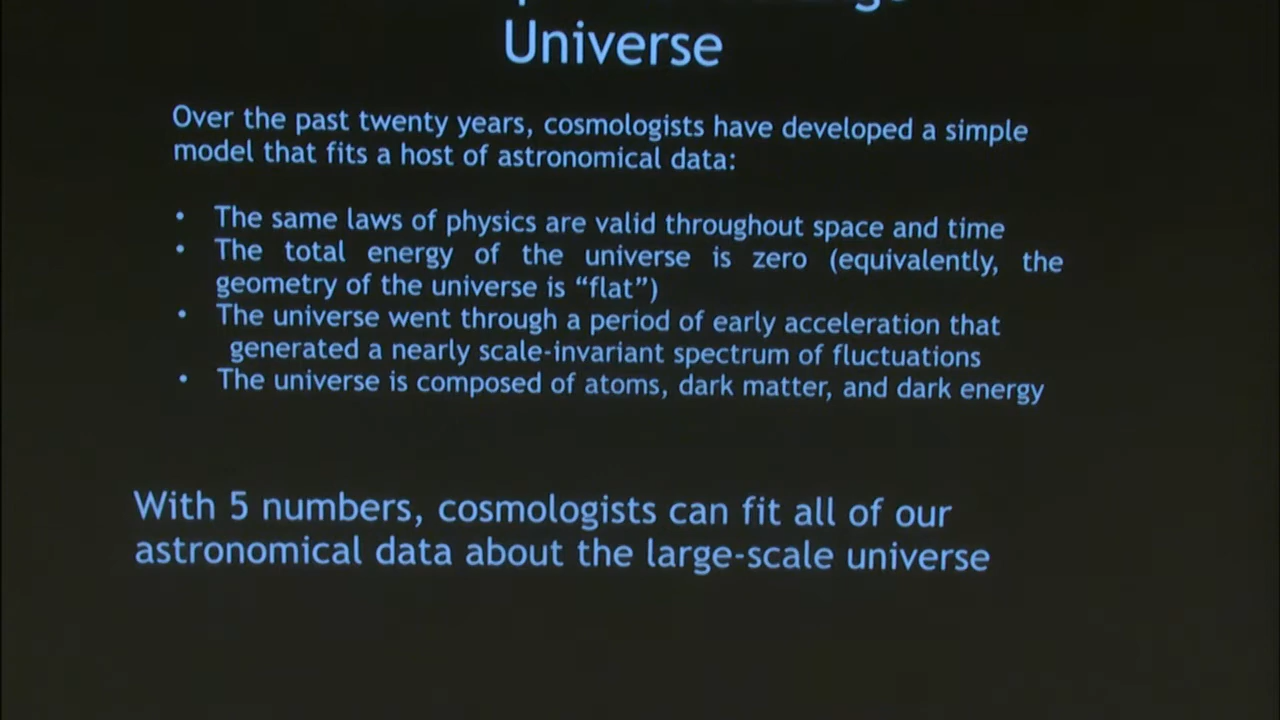 Universe
Over the past twenty years, cosmologists have developed a simple
model that fits a host of astronomical data:
• The same laws of physics are valid throughout space and time
• The total energy of the universe is zero (equivalently, the
geometry of the universe is “flat”)
• The universe went through a period of early acceleration that
generated a nearly scale-invariant spectrum of fluctuations
• The universe is composed of atoms, dark matter, and dark energy
With 5 numbers, cosmologists can fit all of our
astronomical data about the large-scale universe